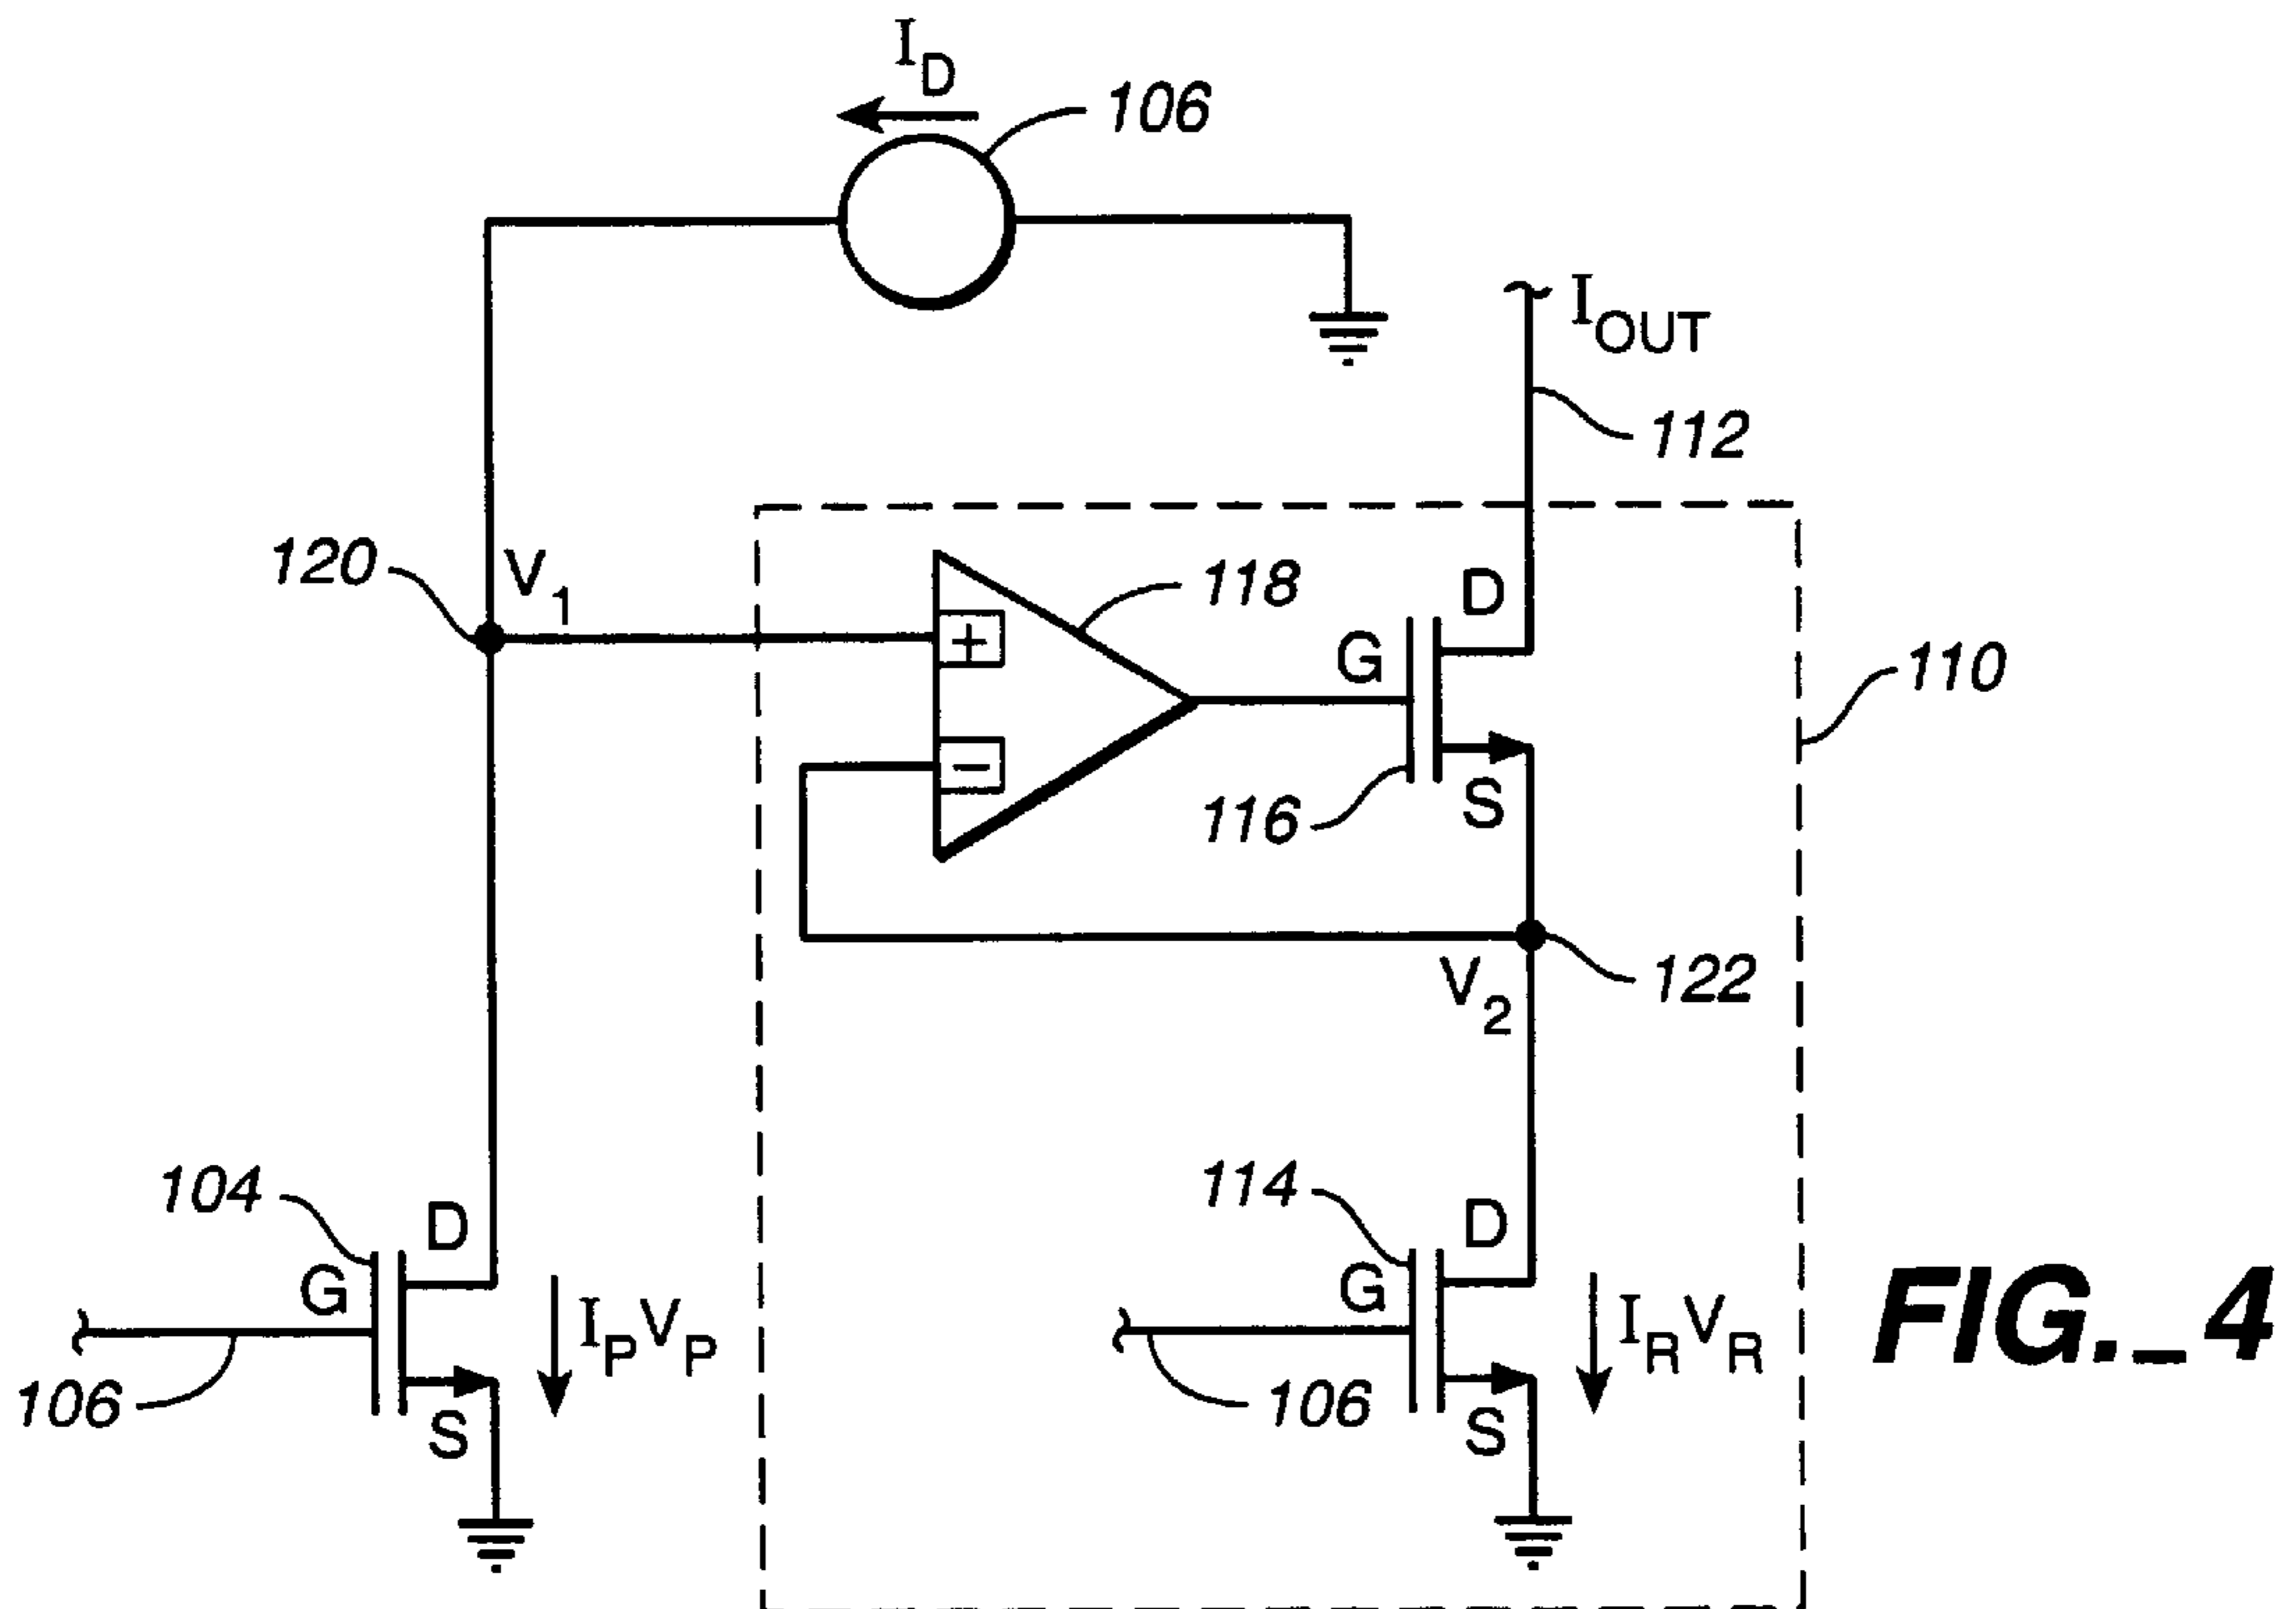 I_D
106
I_OUT
112
120
V_1
118
D
+
G
110
-
116
S
V_2
122
104
D
114
D
G
I_P V_P
G
I_R V_R
FIG._4
106
S
106
S